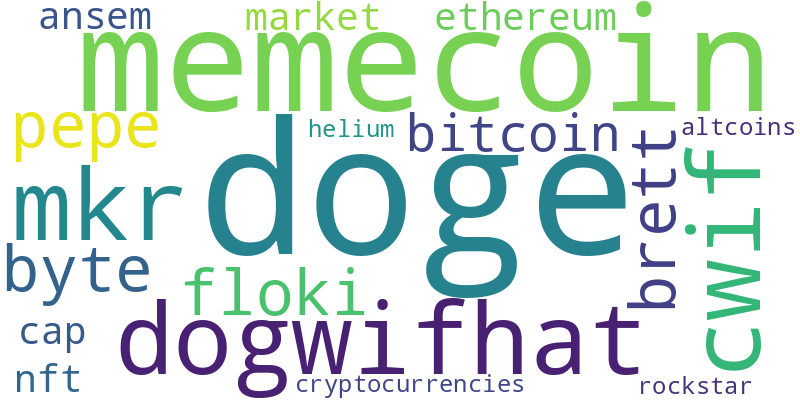 ansem
market
ethereum
memecoin
pepe
helium
bitcoin
altcoins
doge
mkr
brett
cwif
byte
floki
dogwifhat
cap
nft
cryptocurrencies
rockstar